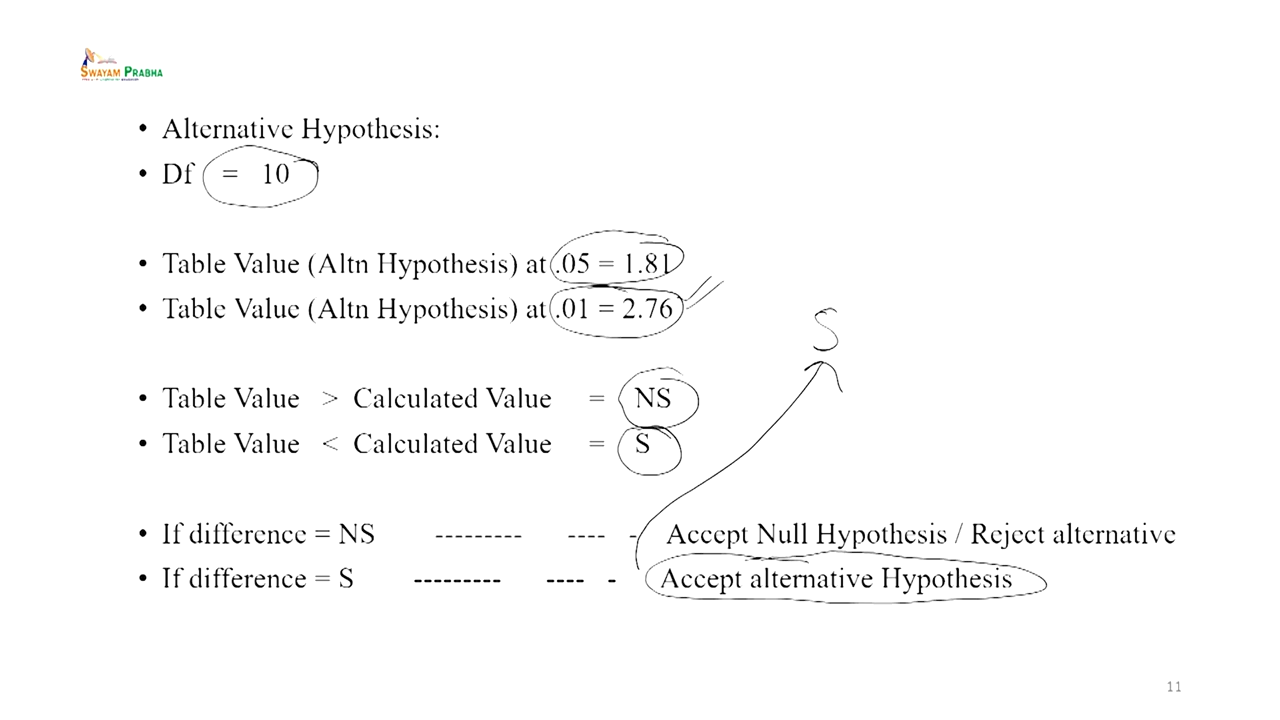 SWAYAM PRABHA
• Alternative Hypothesis:
• Df = 10
• Table Value (Altn Hypothesis) at .05 = 1.81
• Table Value (Altn Hypothesis) at .01 = 2.76
S
• Table Value > Calculated Value = NS
• Table Value < Calculated Value = S
• If difference = NS --------- ---- - Accept Null Hypothesis / Reject alternative
• If difference = S --------- ---- - Accept alternative Hypothesis
11